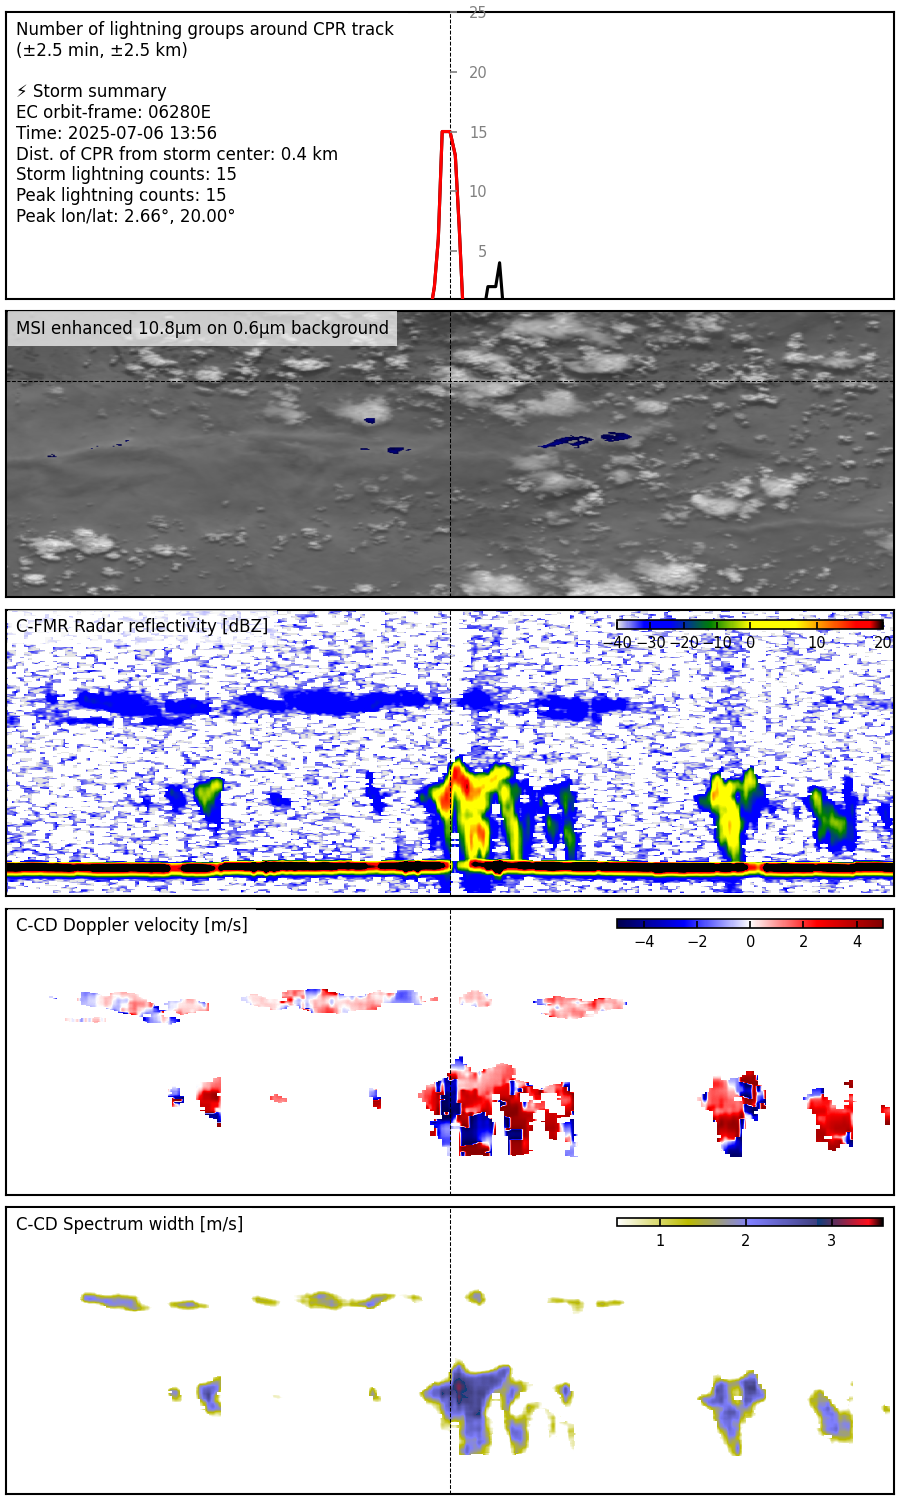 Number of lightning groups around CPR track
(±2.5 min, ±2.5 km)
⚡ Storm summary
EC orbit-frame: 06280E
Time: 2025-07-06 13:56
Dist. of CPR from storm center: 0.4 km
Storm lightning counts: 15
Peak lightning counts: 15
Peak lon/lat: 2.66°, 20.00°
25
20
15
10
5
MSI enhanced 10.8μm on 0.6μm background
C-FMR Radar reflectivity [dBZ]
−40 −30 −20 −10 0 10 20
C-CD Doppler velocity [m/s]
−4 −2 0 2 4
C-CD Spectrum width [m/s]
1 2 3